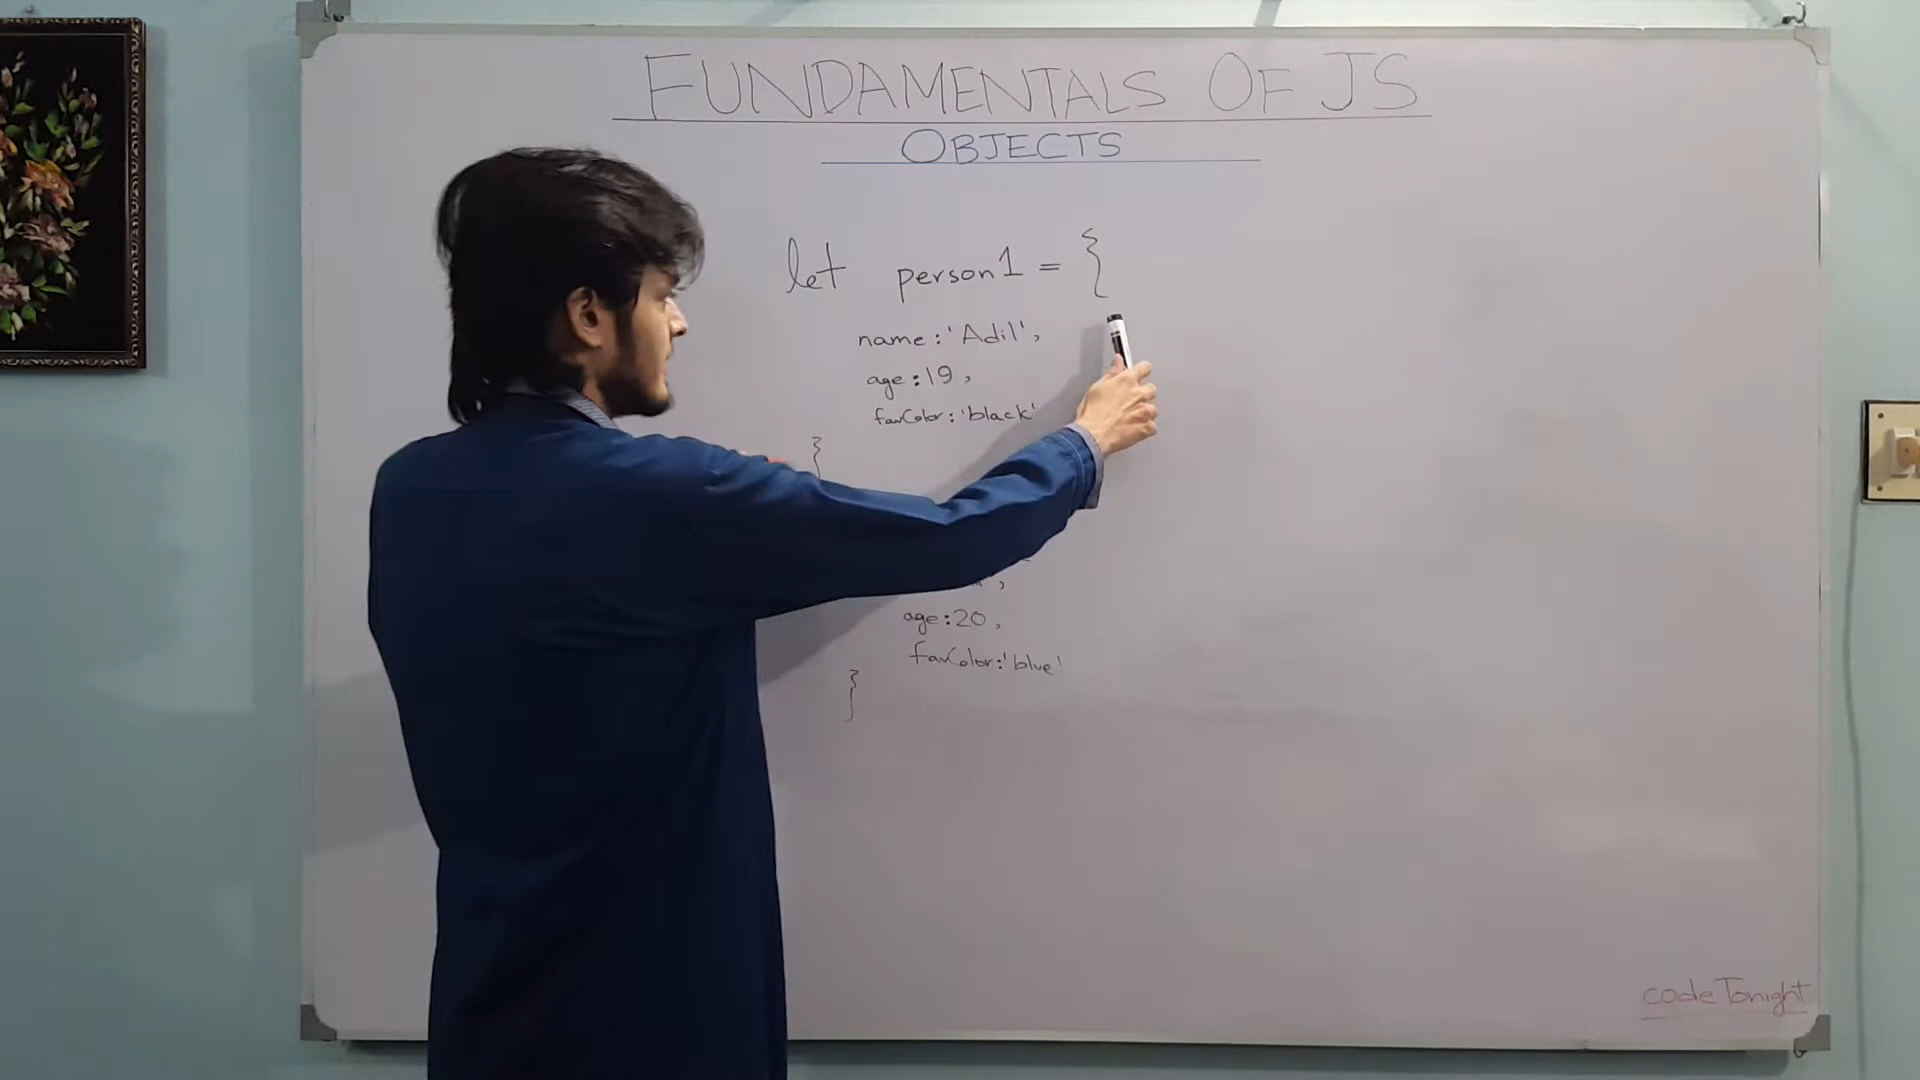 FUNDAMENTALS OF JS
OBJECTS
let person1 = {
name : 'Adil',
age : 19 ,
favColor : 'black'
}
,
age : 20 ,
favColor : 'blue'
}
codeTonight